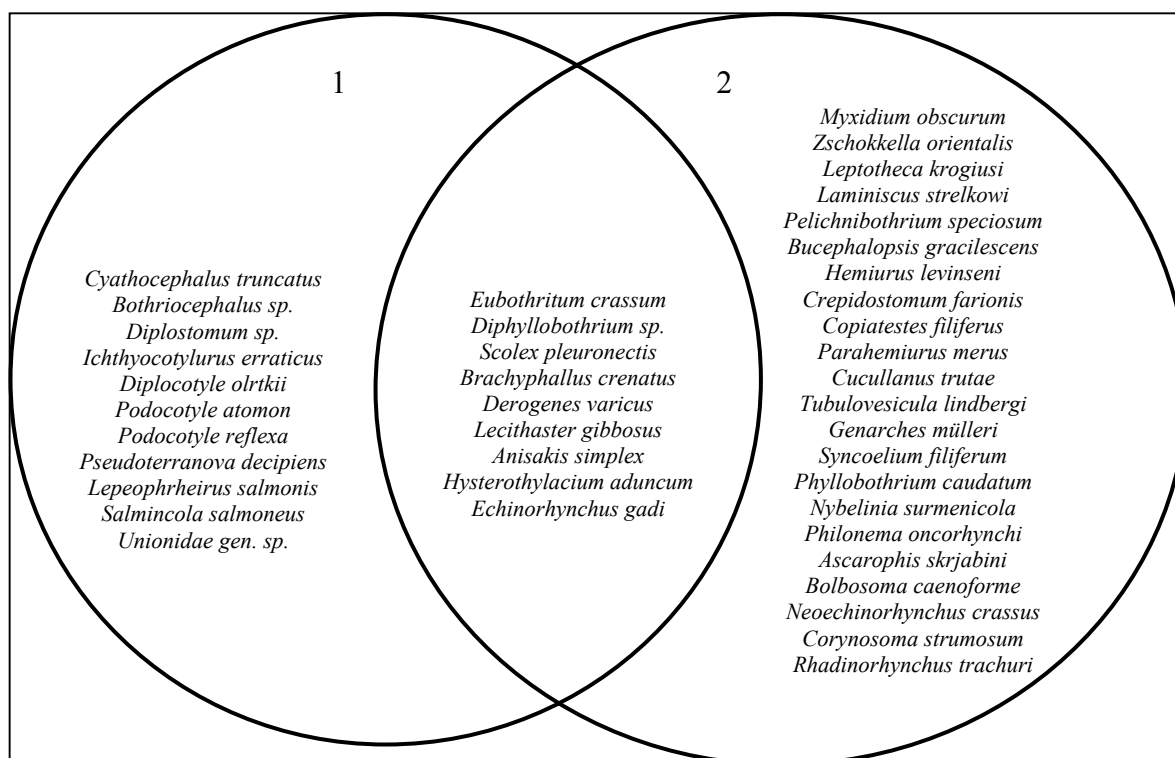 1
2
Cyathocephalus truncatus
Bothriocephalus sp.
Diplostomum sp.
Ichthyocotylurus erraticus
Diplocotyle olrtkii
Podocotyle atomon
Podocotyle reflexa
Pseudoterranova decipiens
Lepeophrheirus salmonis
Salmincola salmoneus
Unionidae gen. sp.
Eubothritum crassum
Diphyllobothrium sp.
Scolex pleuronectis
Brachyphallus crenatus
Derogenes varicus
Lecithaster gibbosus
Anisakis simplex
Hysterothylacium aduncum
Echinorhynchus gadi
Myxidium obscurum
Zschokkella orientalis
Leptotheca krogiusi
Laminiscus strelkowi
Pelichnibothrium speciosum
Bucephalopsis gracilescens
Hemiurus levinseni
Crepidostomum farionis
Copiatestes filiferus
Parahemiurus merus
Cucullanus trutae
Tubulovesicula lindbergi
Genarches mülleri
Syncoelium filiferum
Phyllobothrium caudatum
Nybelinia surmenicola
Philonema oncorhynchi
Ascarophis skrjabini
Bolbosoma caenoforme
Neoechinorhynchus crassus
Corynosoma strumosum
Rhadinorhynchus trachuri